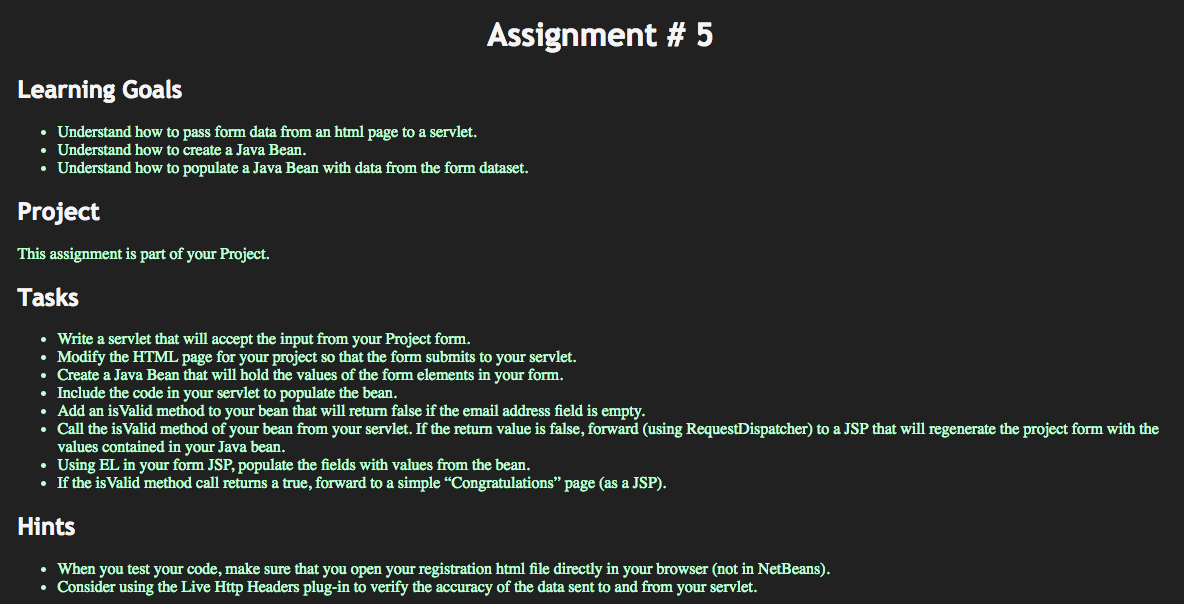 Assignment # 5
Learning Goals
• Understand how to pass form data from an html page to a servlet.
• Understand how to create a Java Bean.
• Understand how to populate a Java Bean with data from the form dataset.
Project
This assignment is part of your Project.
Tasks
• Write a servlet that will accept the input from your Project form.
• Modify the HTML page for your project so that the form submits to your servlet.
• Create a Java Bean that will hold the values of the form elements in your form.
• Include the code in your servlet to populate the bean.
• Add an isValid method to your bean that will return false if the email address field is empty.
• Call the isValid method of your bean from your servlet. If the return value is false, forward (using RequestDispatcher) to a JSP that will regenerate the project form with the
values contained in your Java bean.
• Using EL in your form JSP, populate the fields with values from the bean.
• If the isValid method call returns a true, forward to a simple “Congratulations” page (as a JSP).
Hints
• When you test your code, make sure that you open your registration html file directly in your browser (not in NetBeans).
• Consider using the Live Http Headers plug-in to verify the accuracy of the data sent to and from your servlet.